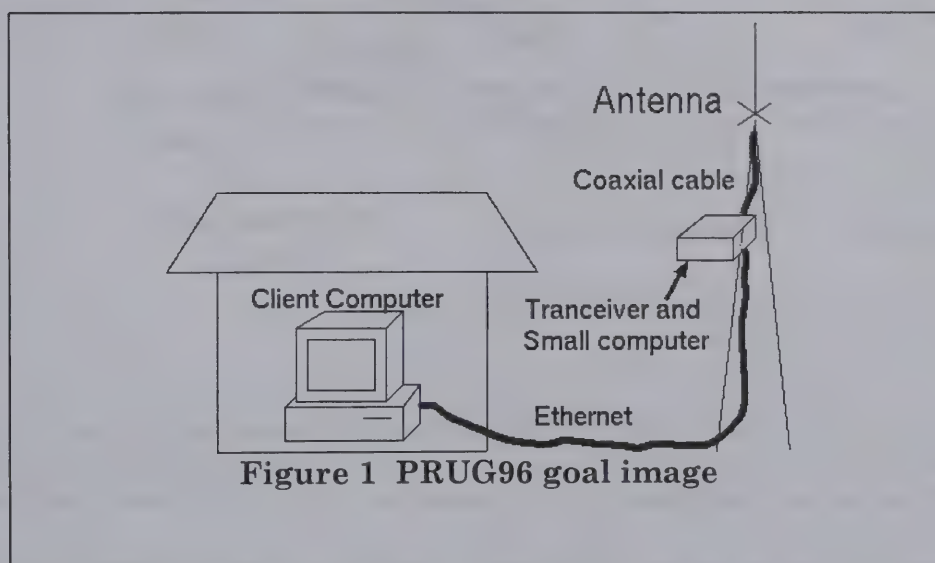 Antenna
Coaxial cable
Client Computer
Tranceiver and
Small computer
Ethernet
Figure 1 PRUG96 goal image